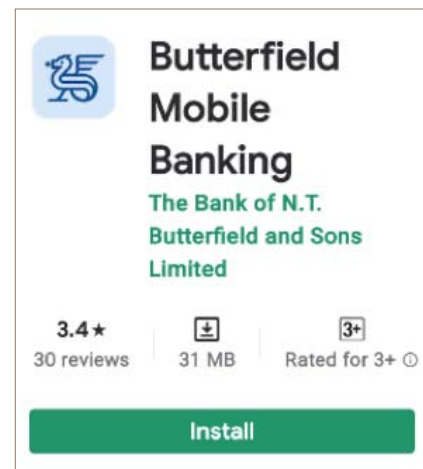 Butterfield
Mobile
Banking
The Bank of N.T.
Butterfield and Sons
Limited
3.4★
30 reviews
31 MB
3+
Rated for 3+ ⓘ
Install